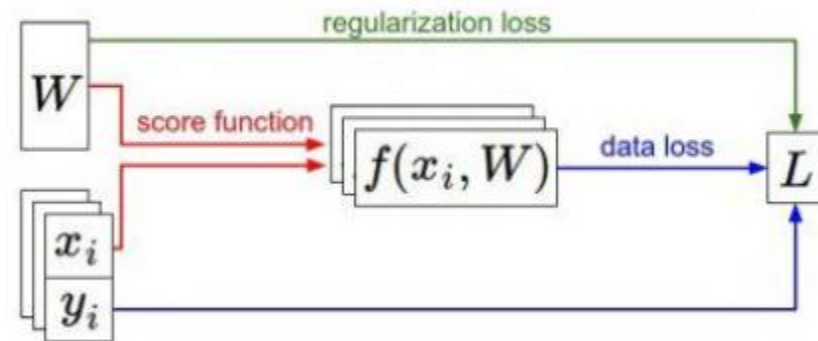 regularization loss
W
score function
f(x_i, W)
data loss
L
x_i
y_i